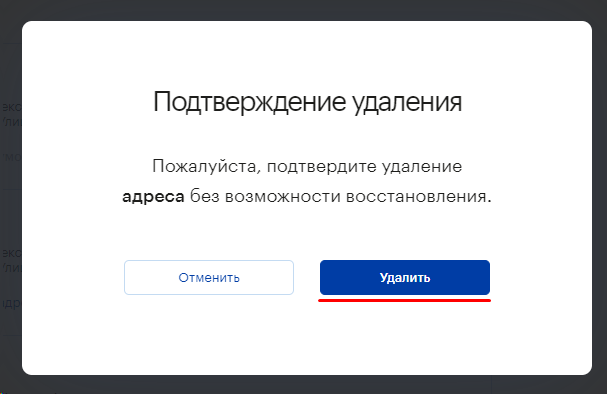 Подтверждение удаления
Пожалуйста, подтвердите удаление
адреса без возможности восстановления.
Отменить
Удалить